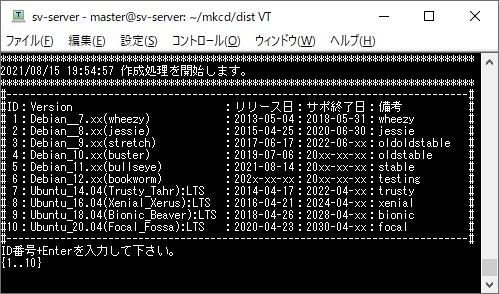 sv-server - master@sv-server: ~/mkcd/dist VT
ファイル(F) 編集(E) 設定(S) コントロール(O) ウィンドウ(W) ヘルプ(H)
*******************************************************************************
2021/08/15 19:54:57 作成処理を開始します。
*******************************************************************************
#-----------------------------------------------------------------------------#
#ID：Version                         ：リリース日：サポ終了日：備考           #
# 1：Debian__7.xx(wheezy)            ：2013-05-04：2018-05-31：wheezy         #
# 2：Debian__8.xx(jessie)            ：2015-04-25：2020-06-30：jessie         #
# 3：Debian__9.xx(stretch)           ：2017-06-17：2022-06-xx：oldoldstable   #
# 4：Debian_10.xx(buster)            ：2019-07-06：20xx-xx-xx：oldstable      #
# 5：Debian_11.xx(bullseye)          ：2021-08-14：20xx-xx-xx：stable         #
# 6：Debian_12.xx(bookworm)          ：202x-xx-xx：20xx-xx-xx：testing        #
# 7：Ubuntu_14.04(Trusty_Tahr):LTS   ：2014-04-17：2022-04-xx：trusty         #
# 8：Ubuntu_16.04(Xenial_Xerus):LTS  ：2016-04-21：2024-04-xx：xenial         #
# 9：Ubuntu_18.04(Bionic_Beaver):LTS ：2018-04-26：2028-04-xx：bionic         #
#10：Ubuntu_20.04(Focal_Fossa):LTS   ：2020-04-23：2030-04-xx：focal          #
#-----------------------------------------------------------------------------#
ID番号+Enterを入力して下さい。
{1..10}